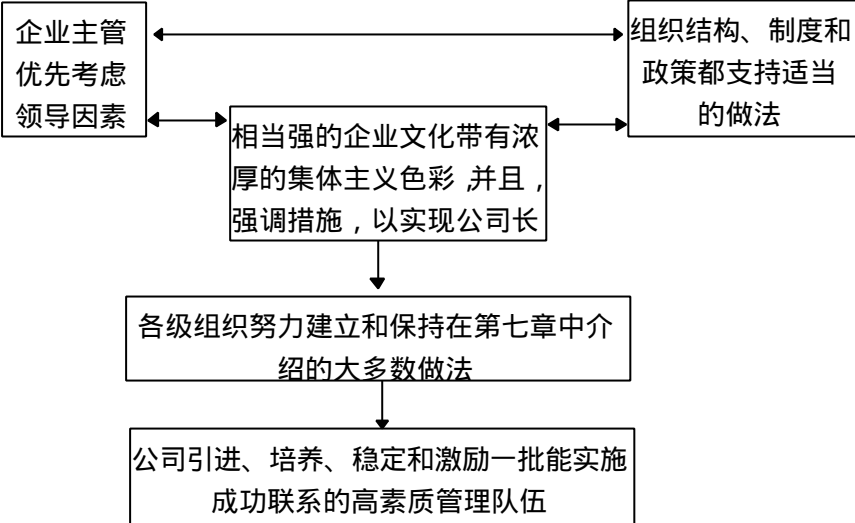 企业主管
优先考虑
领导因素
组织结构、制度和
政策都支持适当
的做法
相当强的企业文化带有浓
厚的集体主义色彩,并且，
强调措施，以实现公司长
各级组织努力建立和保持在第七章中介
绍的大多数做法
公司引进、培养、稳定和激励一批能实施
成功联系的高素质管理队伍